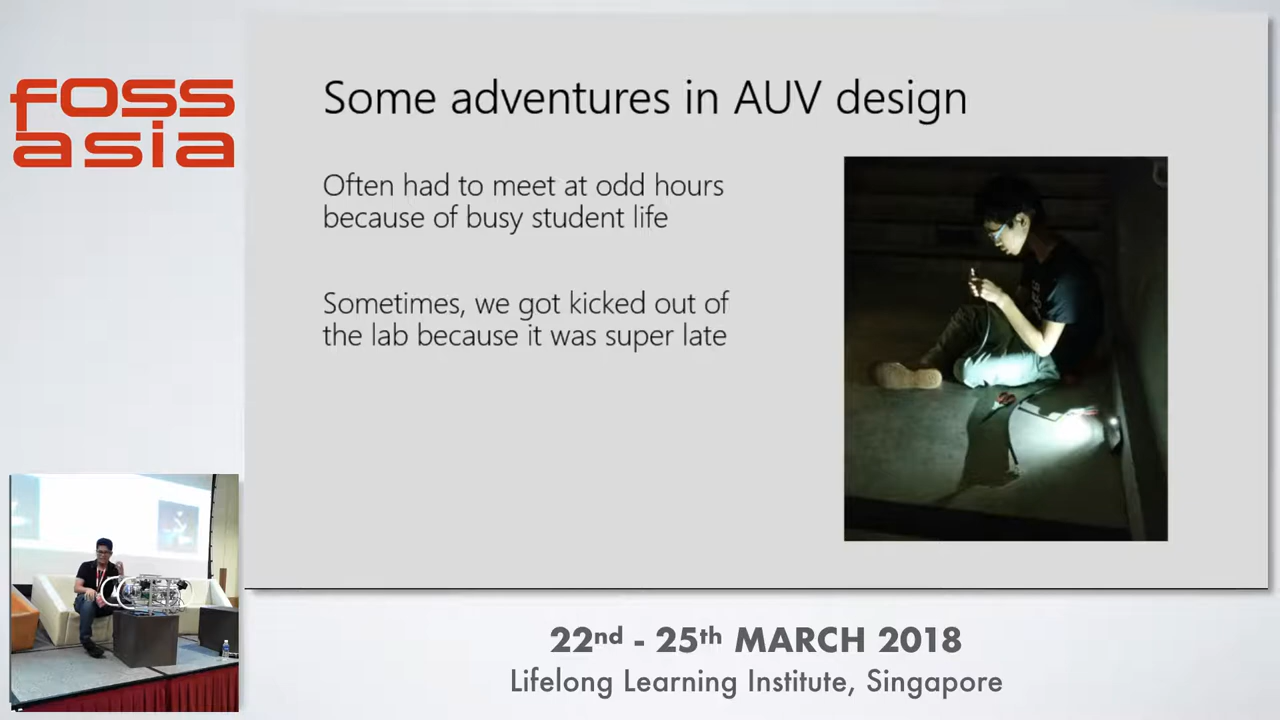 foss
asia
Some adventures in AUV design
Often had to meet at odd hours
because of busy student life
Sometimes, we got kicked out of
the lab because it was super late
22nd - 25th MARCH 2018
Lifelong Learning Institute, Singapore